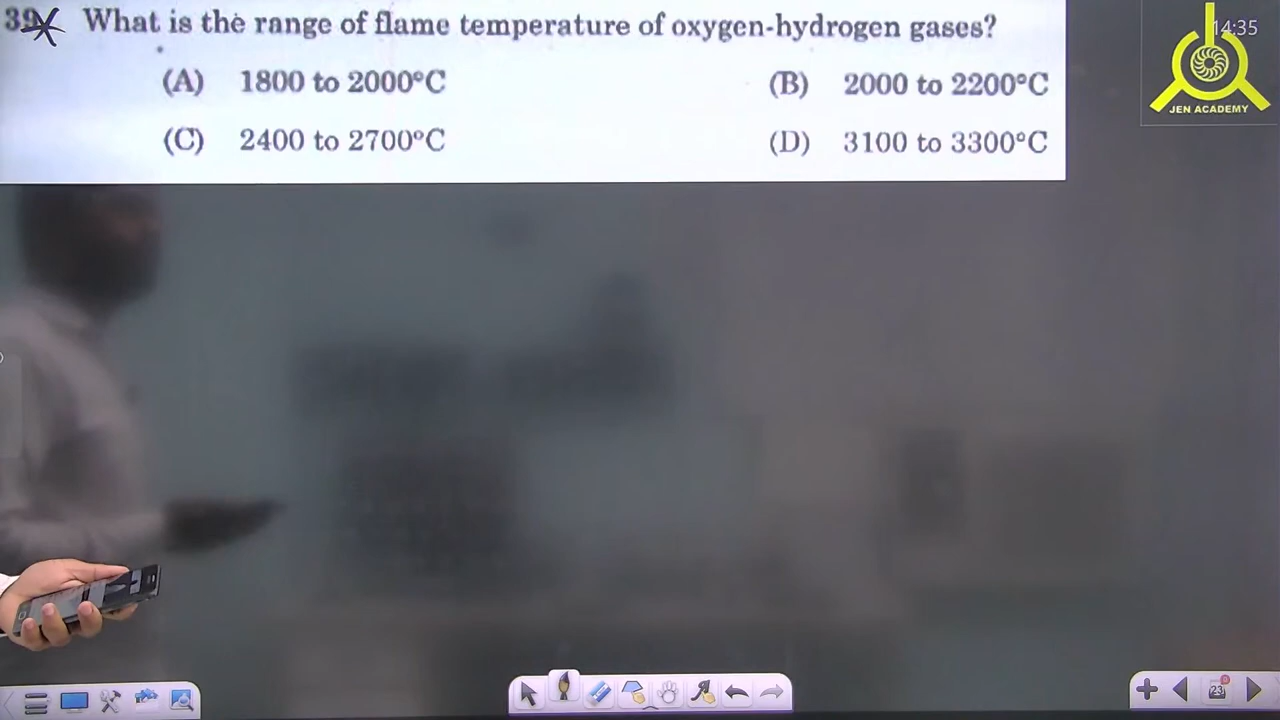 39. What is the range of flame temperature of oxygen-hydrogen gases?
(A) 1800 to 2000°C
(B) 2000 to 2200°C
(C) 2400 to 2700°C
(D) 3100 to 3300°C
14:35
JEN ACADEMY
23